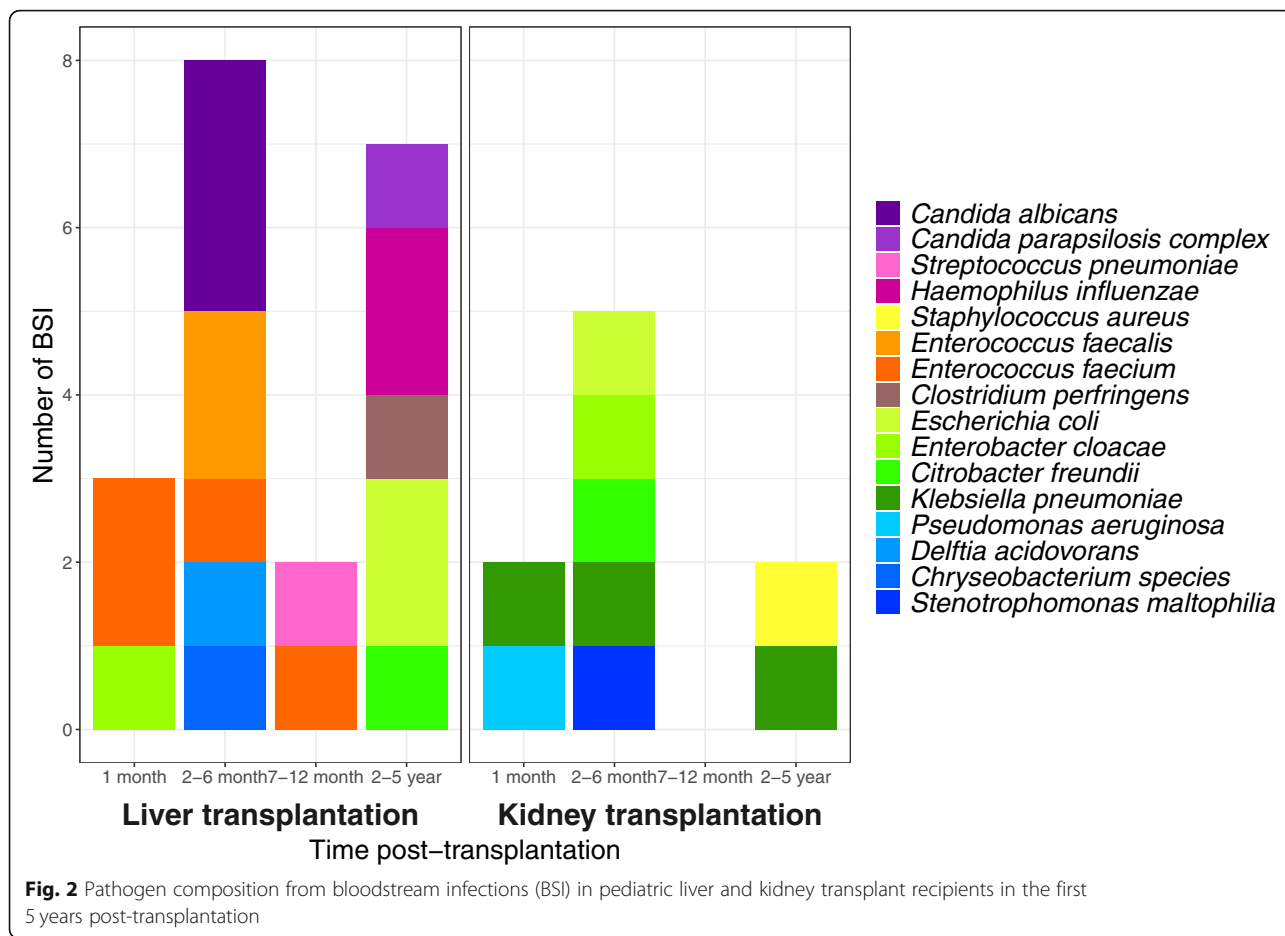 8
6
4
2
0
Number of BSI
1 month
2–6 month
7–12 month
2–5 year
1 month
2–6 month
7–12 month
2–5 year
Liver transplantation
Kidney transplantation
Time post–transplantation
Candida albicans
Candida parapsilosis complex
Streptococcus pneumoniae
Haemophilus influenzae
Staphylococcus aureus
Enterococcus faecalis
Enterococcus faecium
Clostridium perfringens
Escherichia coli
Enterobacter cloacae
Citrobacter freundii
Klebsiella pneumoniae
Pseudomonas aeruginosa
Delftia acidovorans
Chryseobacterium species
Stenotrophomonas maltophilia
Fig. 2 Pathogen composition from bloodstream infections (BSI) in pediatric liver and kidney transplant recipients in the first
5 years post-transplantation